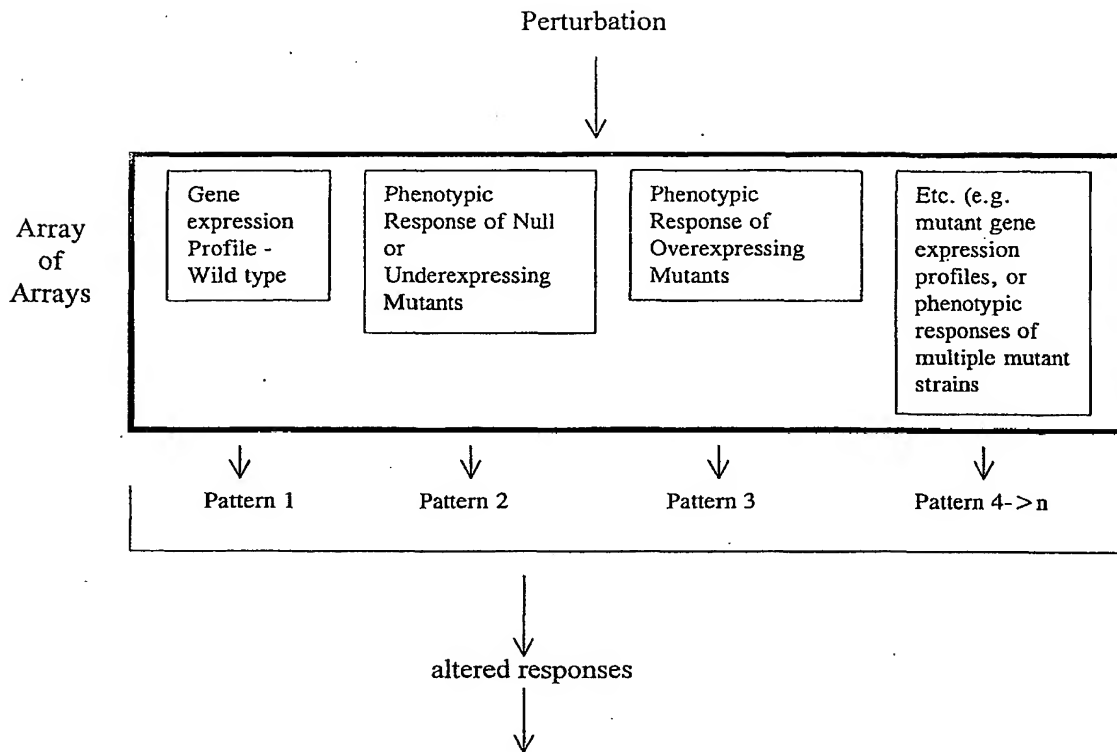 Perturbation
Array
of
Arrays
Gene
expression
Profile -
Wild type
Phenotypic
Response of Null
or
Underexpressing
Mutants
Phenotypic
Response of
Overexpressing
Mutants
Etc. (e.g.
mutant gene
expression
profiles, or
phenotypic
responses of
multiple mutant
strains
Pattern 1
Pattern 2
Pattern 3
Pattern 4->n
altered responses